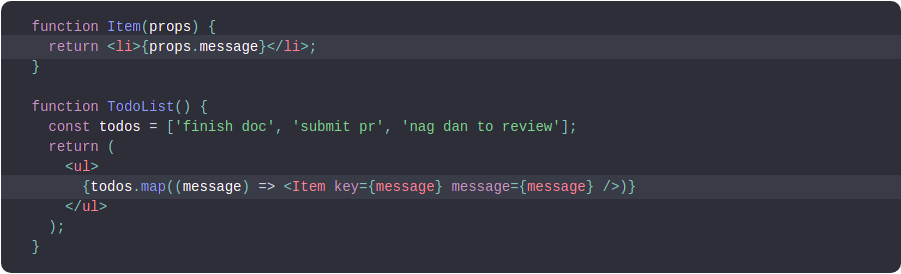 function Item(props) {
  return <li>{props.message}</li>;
}

function TodoList() {
  const todos = ['finish doc', 'submit pr', 'nag dan to review'];
  return (
    <ul>
      {todos.map((message) => <Item key={message} message={message} />)}
    </ul>
  );
}